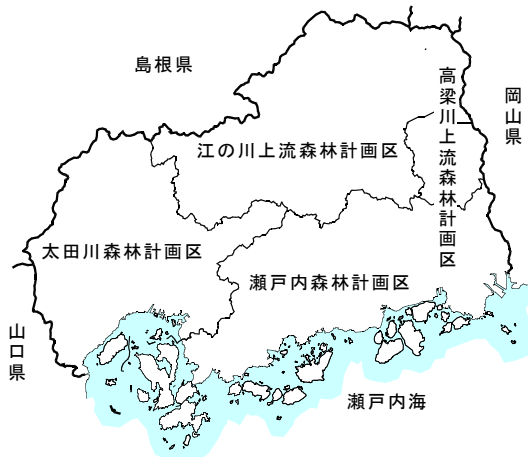 島根県
岡山県
高梁川上流森林計画区
江の川上流森林計画区
太田川森林計画区
瀬戸内森林計画区
山口県
瀬戸内海